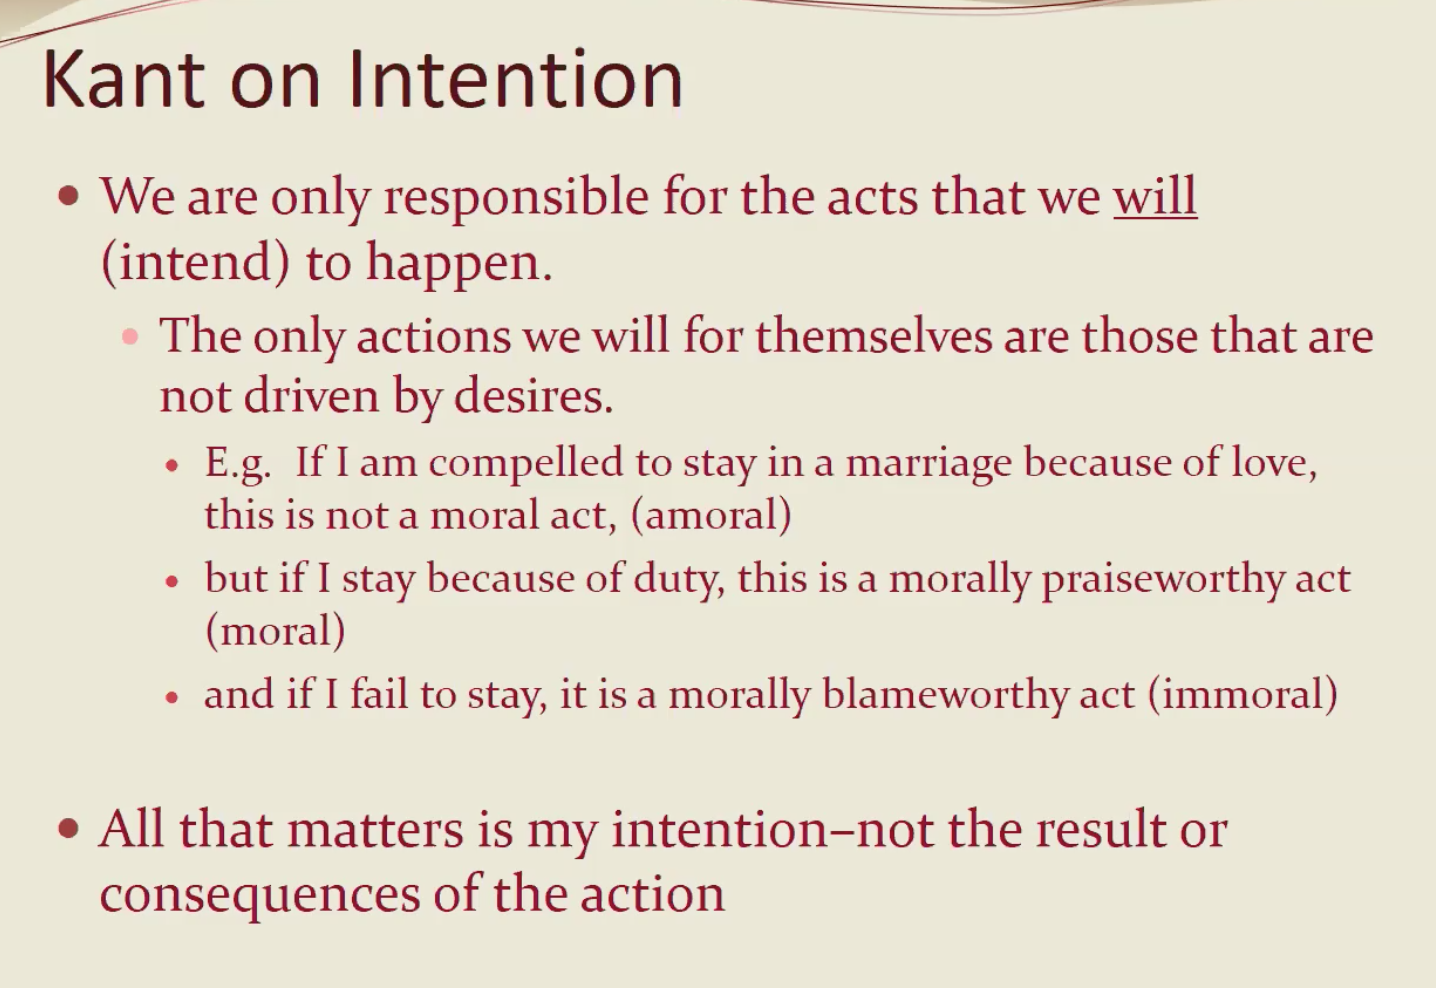 Kant on Intention
• We are only responsible for the acts that we will
(intend) to happen.
• The only actions we will for themselves are those that are
not driven by desires.
• E.g.  If I am compelled to stay in a marriage because of love,
this is not a moral act, (amoral)
• but if I stay because of duty, this is a morally praiseworthy act
(moral)
• and if I fail to stay, it is a morally blameworthy act (immoral)
• All that matters is my intention–not the result or
consequences of the action